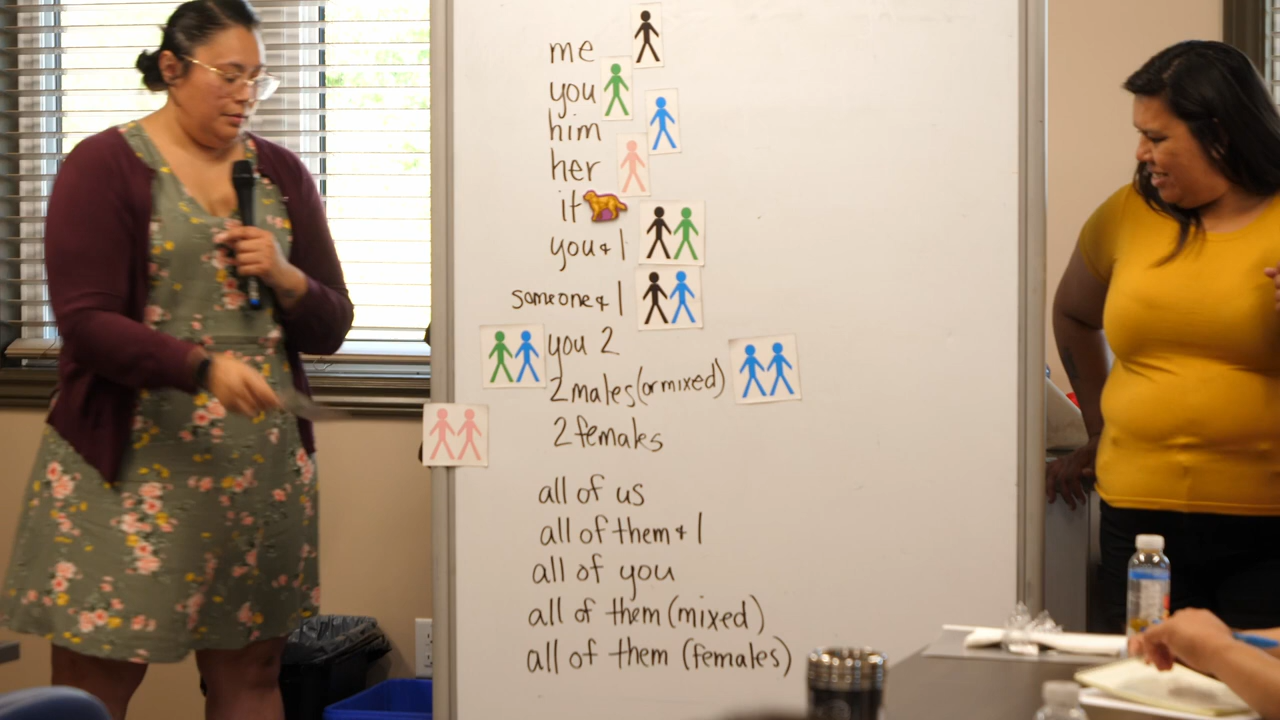 me
you
him
her
it
you & I
someone & I
you 2
2 males (or mixed)
2 females
all of us
all of them & I
all of you
all of them (mixed)
all of them (females)